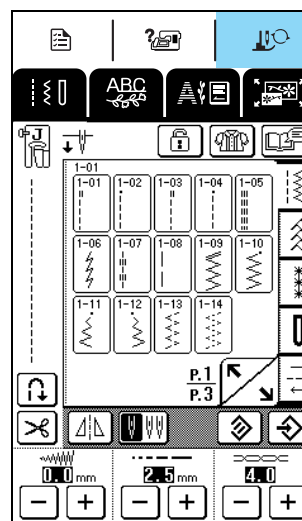 ?
ABC
A
J
1-01
1-01 1-02 1-03 1-04 1-05
1-06 1-07 1-08 1-09 1-10
1-11 1-12 1-13 1-14
P.1
P.3
0.0 mm 2.5 mm 4.0
− + − + − +